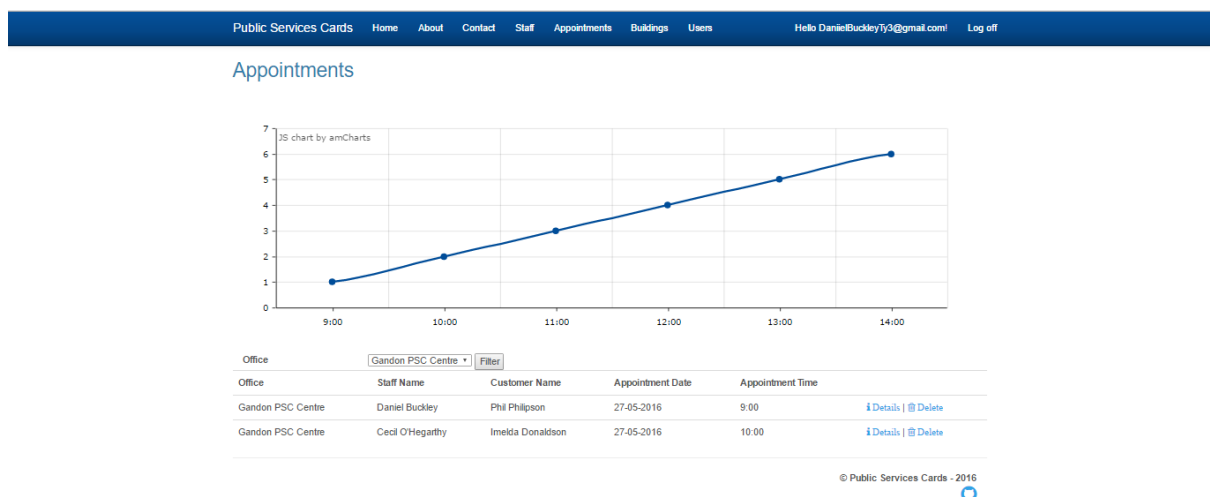 Public Services Cards Home About Contact Staff Appointments Buildings Users Hello DaniielBuckleyTy3@gmail.com! Log off
Appointments
JS chart by amCharts
7
6
5
4
3
2
1
0
9:00 10:00 11:00 12:00 13:00 14:00
Office Gandon PSC Centre Filter
Office Staff Name Customer Name Appointment Date Appointment Time
Gandon PSC Centre Daniel Buckley Phil Philipson 27-05-2016 9:00 Details | Delete
Gandon PSC Centre Cecil O'Hegarthy Imelda Donaldson 27-05-2016 10:00 Details | Delete
© Public Services Cards - 2016